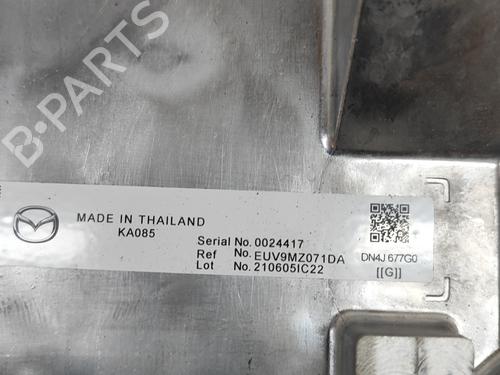 B-PARTS
MADE IN THAILAND
KA085
Serial No. 0024417
Ref No. EUV9MZ071DA
Lot No. 210605IC22
DN4J 677G0
[[G]]